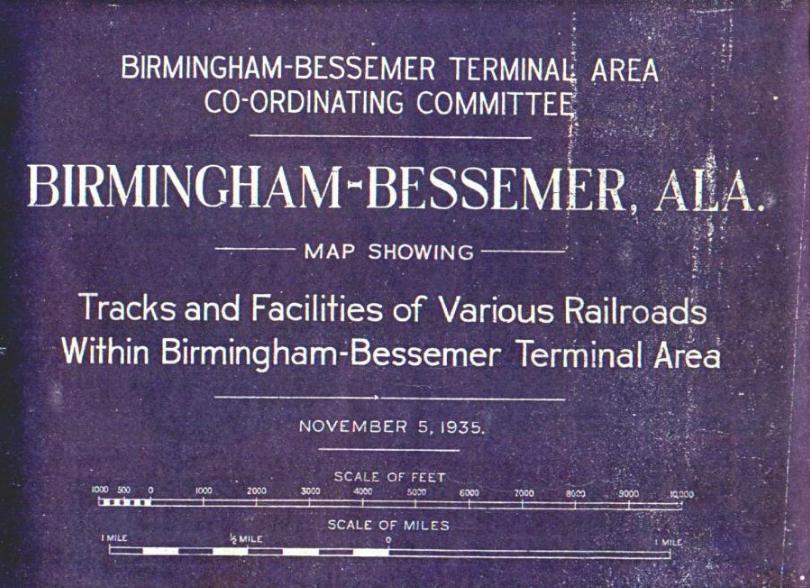 BIRMINGHAM-BESSEMER TERMINAL AREA
CO-ORDINATING COMMITTEE
BIRMINGHAM-BESSEMER, ALA.
MAP SHOWING
Tracks and Facilities of Various Railroads
Within Birmingham-Bessemer Terminal Area
NOVEMBER 5, 1935.
SCALE OF FEET
1000 500 0 1000 2000 3000 4000 5000 6000 7000 8000 9000 10,000
SCALE OF MILES
1 MILE ½ MILE 0 1 MILE